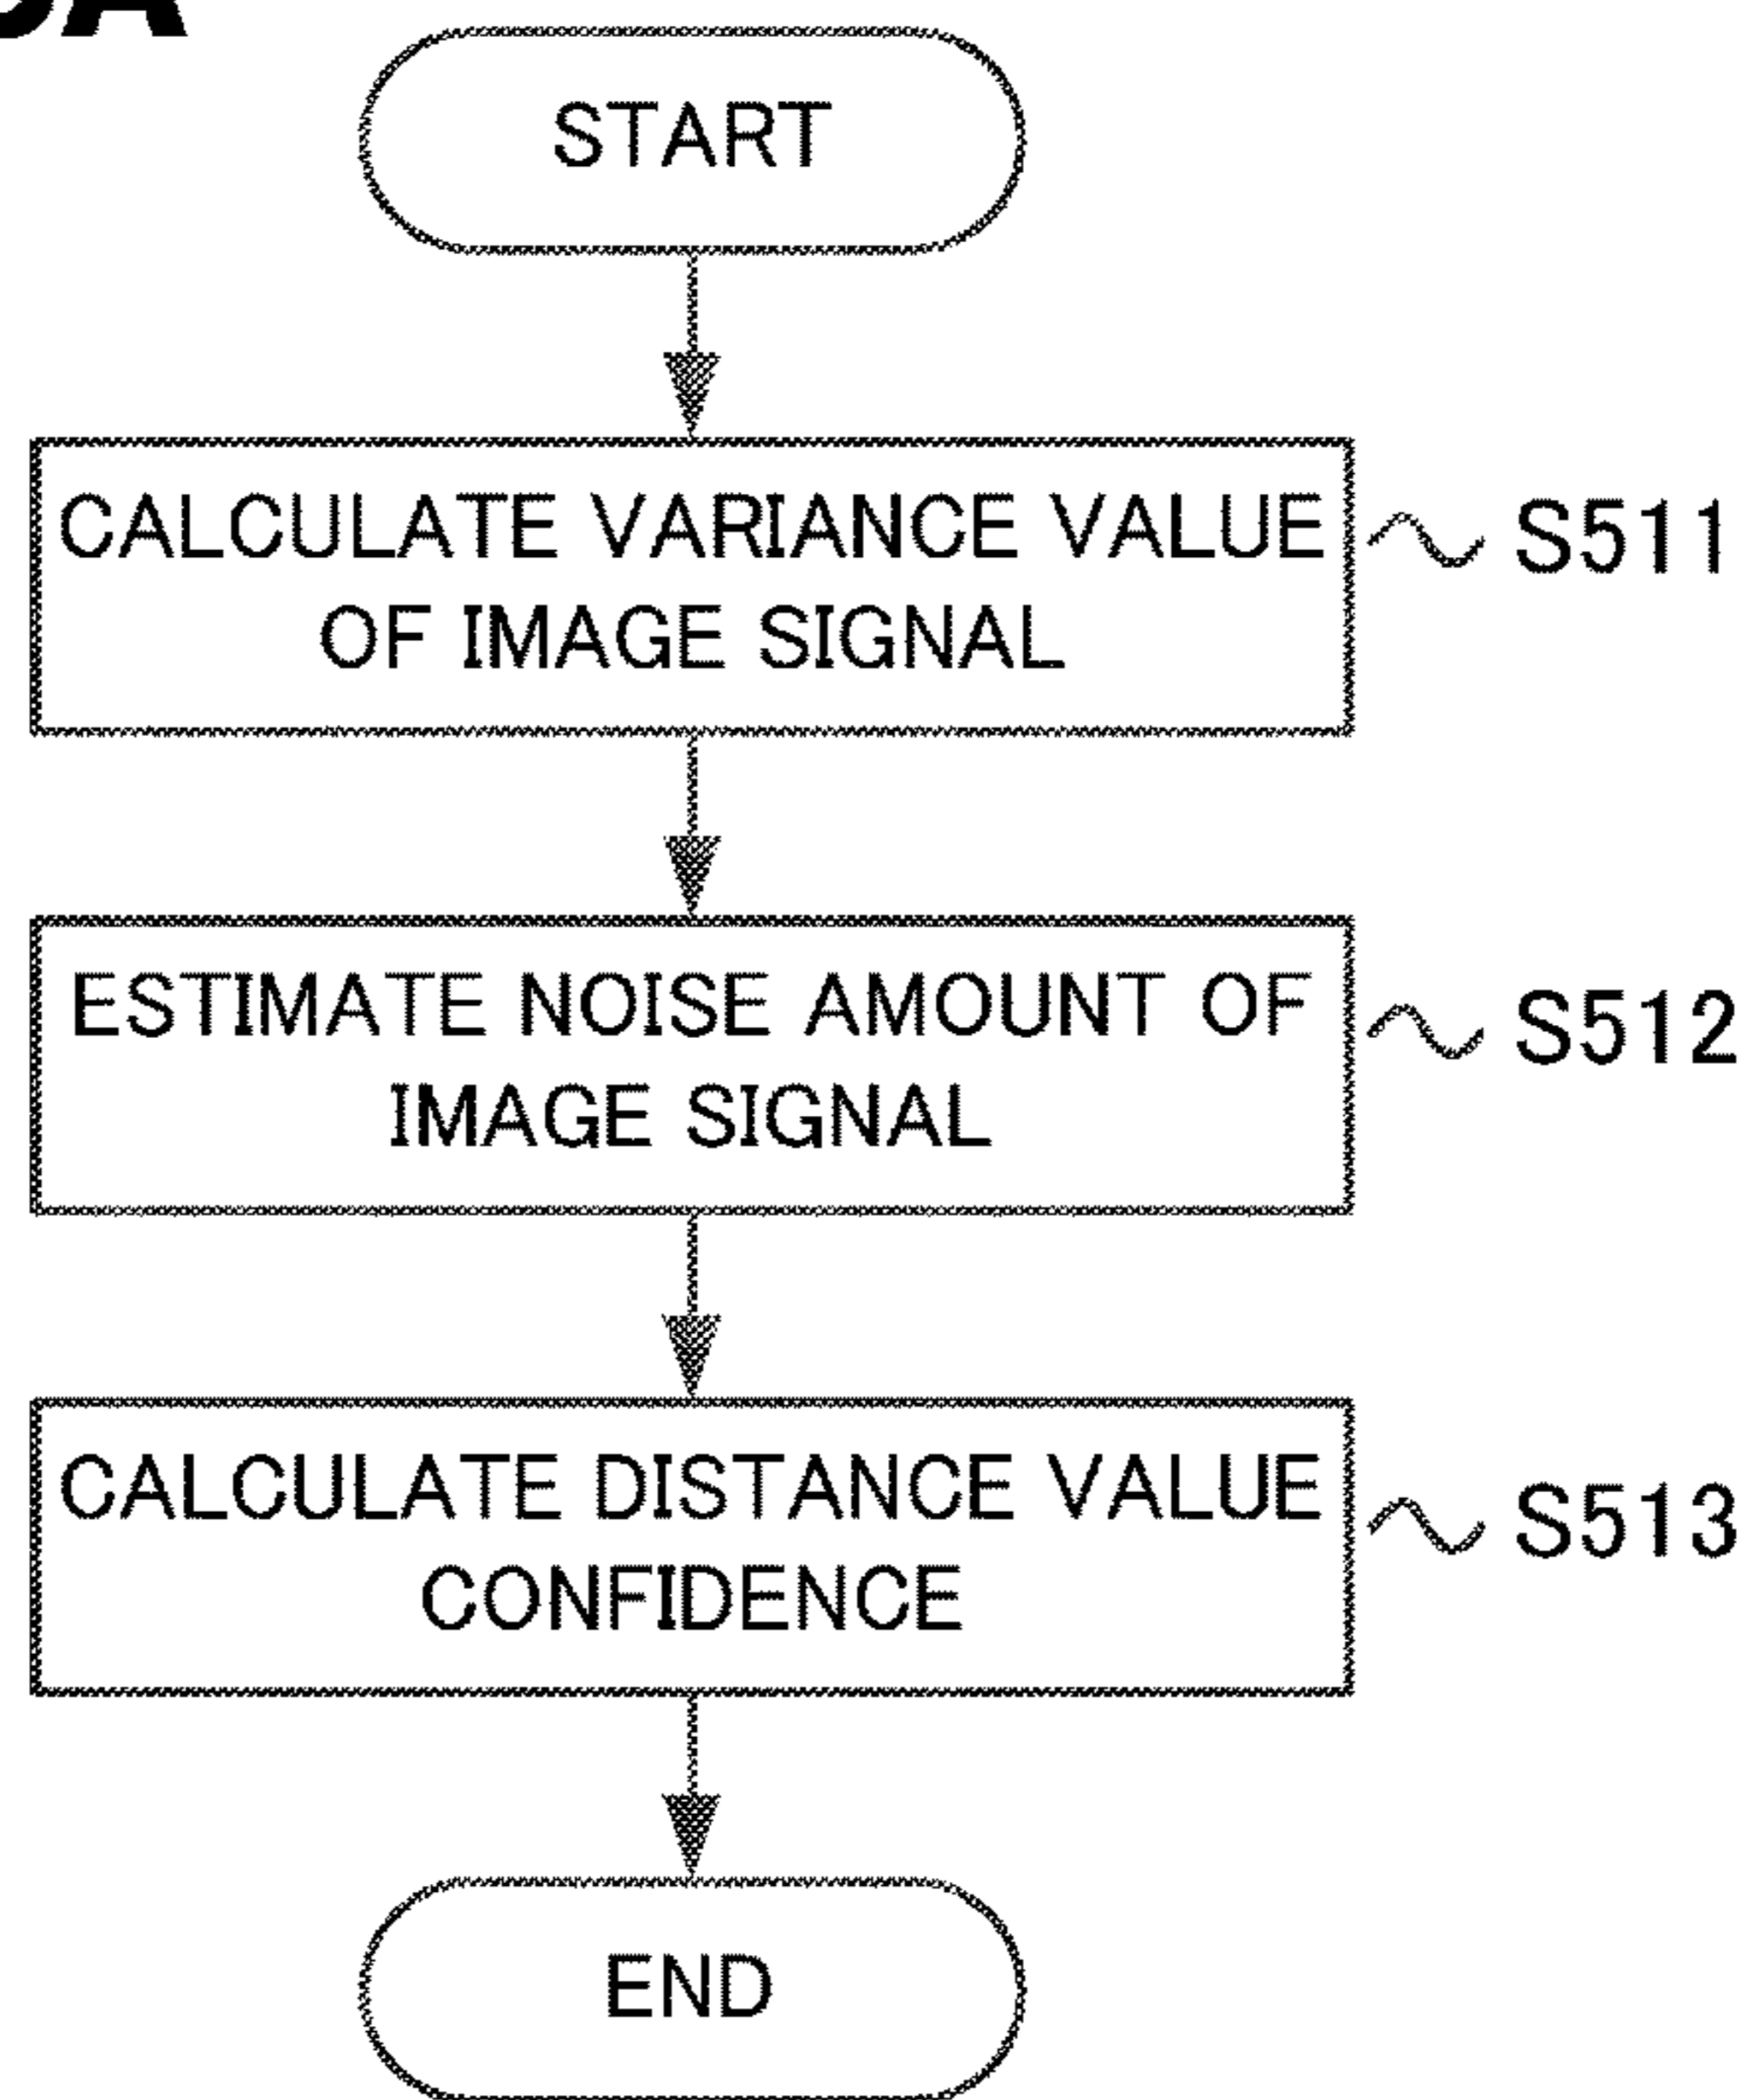 START
CALCULATE VARIANCE VALUE
OF IMAGE SIGNAL
S511
ESTIMATE NOISE AMOUNT OF
IMAGE SIGNAL
S512
CALCULATE DISTANCE VALUE
CONFIDENCE
S513
END